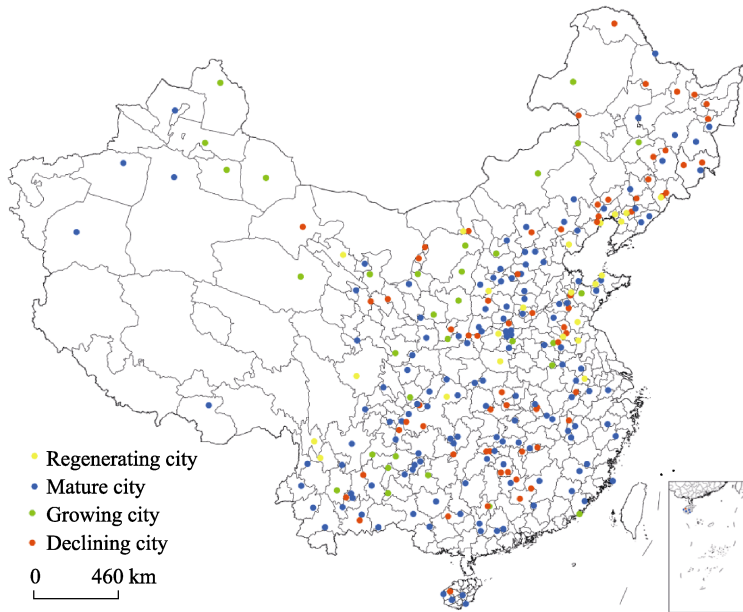 Regenerating city
Mature city
Growing city
Declining city
0 460 km